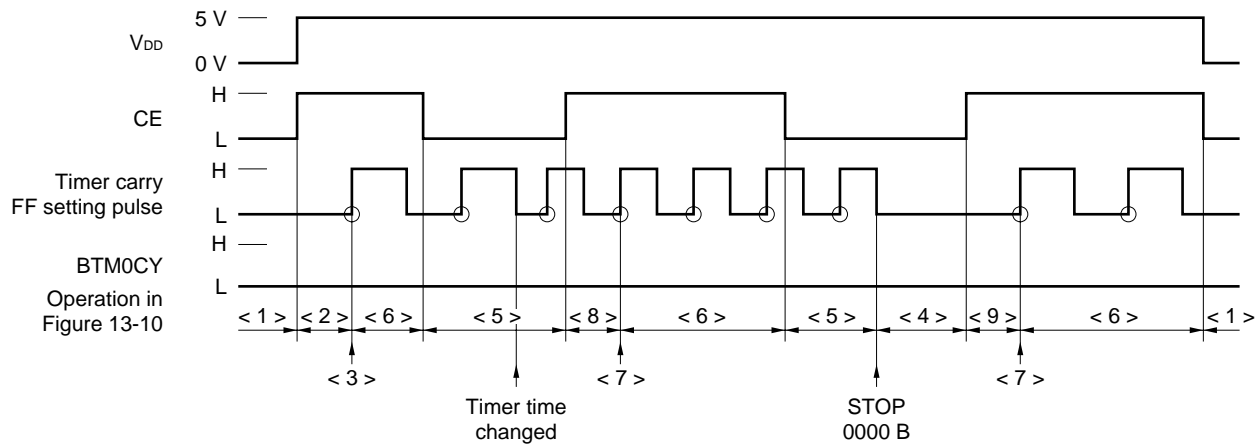 5 V
VDD
0 V
H
CE
L
H
Timer carry
FF setting pulse
L
H
BTM0CY
L
Operation in
Figure 13-10
< 1 > < 2 > < 6 > < 5 > < 8 > < 6 > < 5 > < 4 > < 9 > < 6 > < 1 >
< 3 > < 7 > < 7 >
Timer time
changed
STOP
0000 B